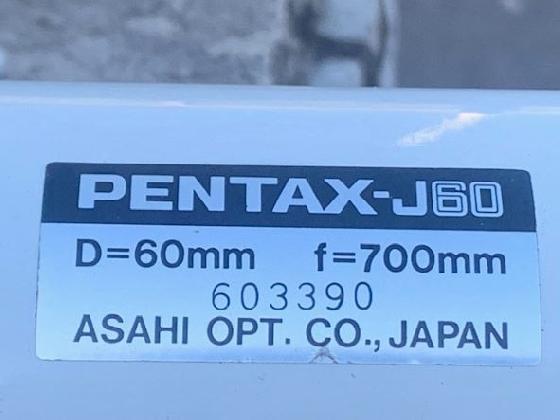 PENTAX-J60
D=60mm f=700mm
603390
ASAHI OPT. CO., JAPAN